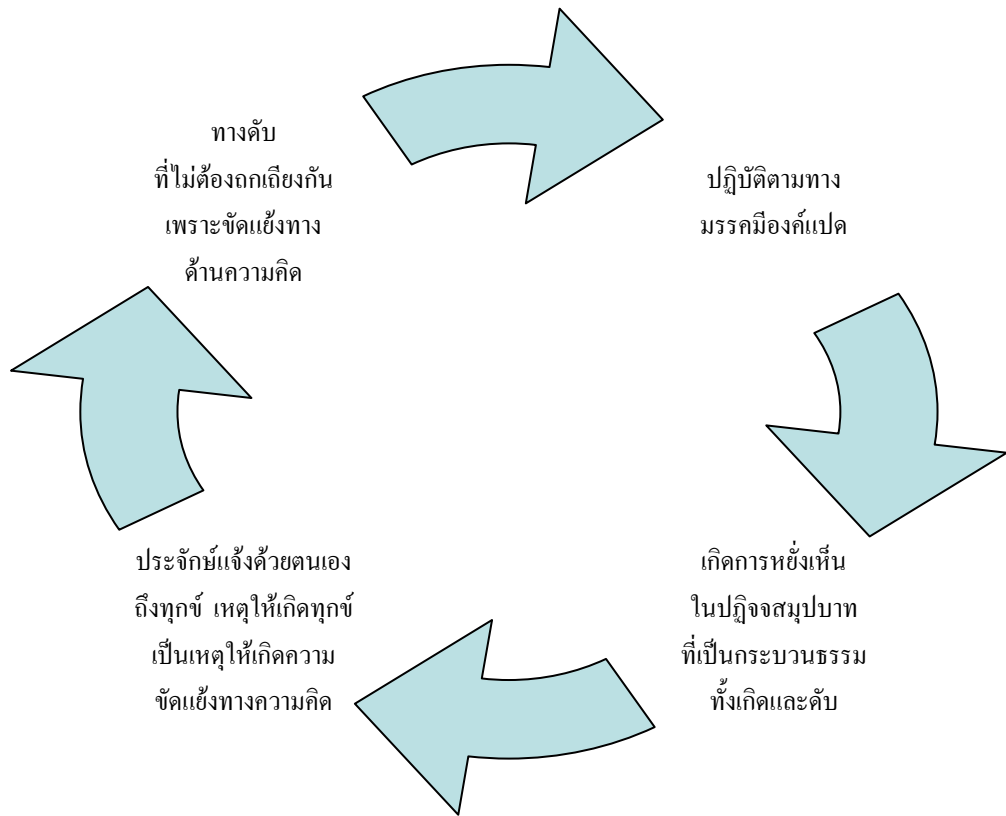 ทางดับ
ที่ไม่ต้องถกเถียงกัน
เพราะขัดแย้งทาง
ด้านความคิด
ปฏิบัติตามทาง
มรรคมีองค์แปด
เกิดการหยั่งเห็น
ในปฏิจจสมุปบาท
ที่เป็นกระบวนธรรม
ทั้งเกิดและดับ
ประจักษ์แจ้งด้วยตนเอง
ถึงทุกข์ เหตุให้เกิดทุกข์
เป็นเหตุให้เกิดความ
ขัดแย้งทางความคิด